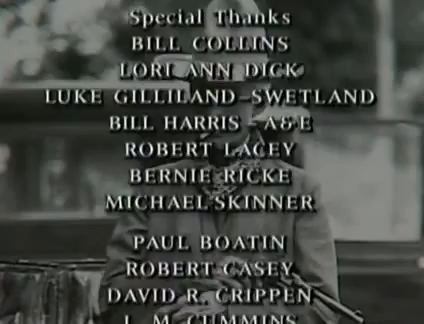 Special Thanks
BILL COLLINS
LORI ANN DICK
LUKE GILLILAND-SWETLAND
BILL HARRIS - A&E
ROBERT LACEY
BERNIE RICKE
MICHAEL SKINNER
PAUL BOATIN
ROBERT CASEY
DAVID R. CRIPPEN
L. M. CUMMINS